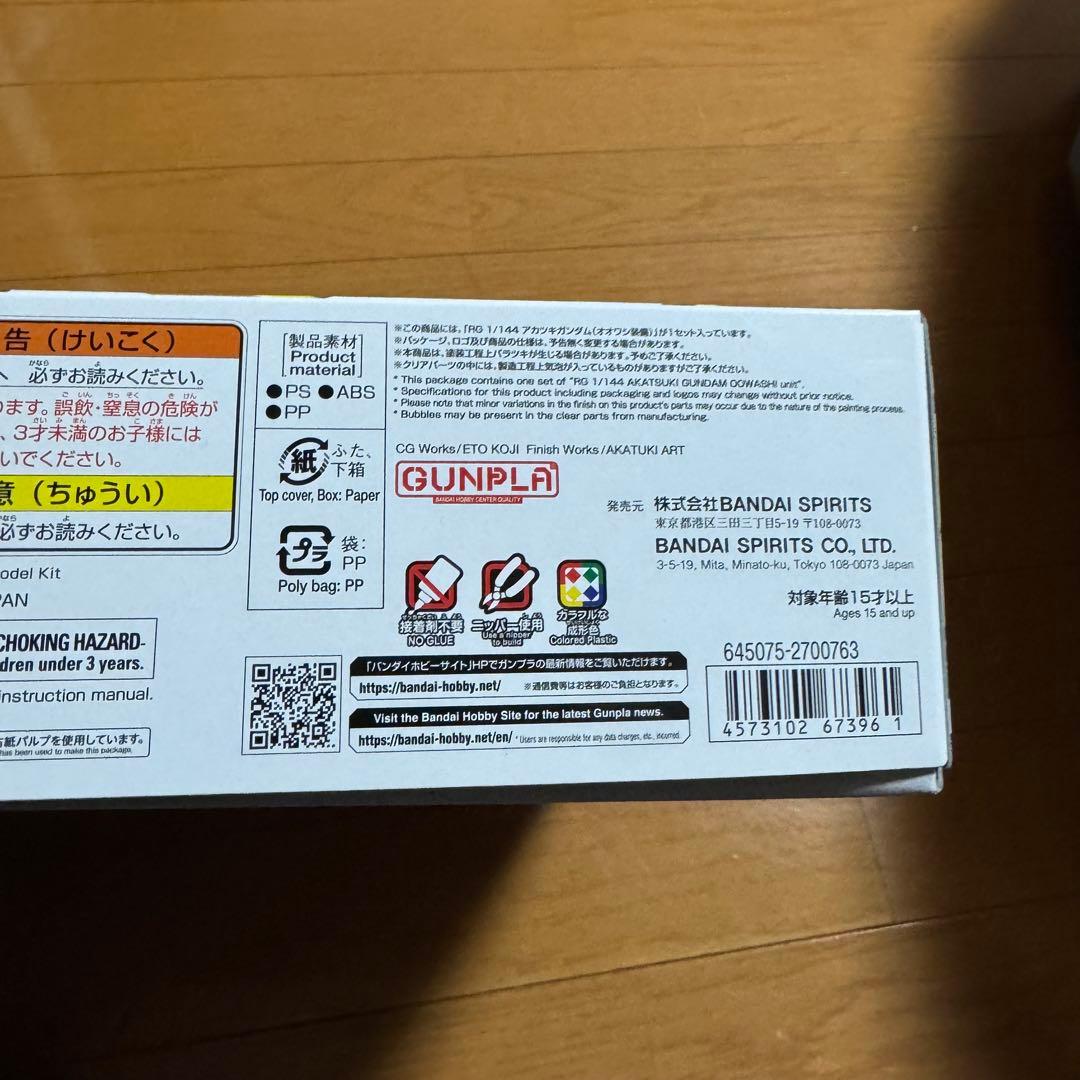 告（けいこく）
へ 必ずお読みください。
ります。誤飲・窒息の危険が
、3才未満のお子様には
いでください。
意（ちゅうい）
必ずお読みください。
odel Kit
PAN
CHOKING HAZARD-
dren under 3 years.
instruction manual.
古紙パルプを使用しています。
has been used to make this package.
[製品素材]
Product
material
●PS ●ABS
●PP
紙
ふた、
下箱
Top cover, Box: Paper
プラ
袋:
PP
Poly bag: PP
※この商品には、「RG 1/144 アカツキガンダム(オオワシ装備)」が1セット入っています。
※パッケージ、ロゴ及び商品の仕様は、予告無く変更する場合があります。
※本商品は、塗装工程上バラツキが生じる場合があります。予めご了承ください。
※クリアパーツの中には、製造工程上気泡が入っているものがありますがご了承ください。
* This package contains one set of "RG 1/144 AKATSUKI GUNDAM OOWASHI unit".
* Specifications for this product including packaging and logos may change without prior notice.
* Please note that minor variations in the finish on this product's parts may occur due to the nature of the painting process.
* Bubbles may be present in the clear parts from manufacturing.
CG Works/ETO KOJI Finish Works/AKATUKI ART
GUNPLA
BANDAI HOBBY CENTER QUALITY
発売元 株式会社BANDAI SPIRITS
東京都港区三田三丁目5-19 〒108-0073
BANDAI SPIRITS CO., LTD.
3-5-19, Mita, Minato-ku, Tokyo 108-0073 Japan
対象年齢15才以上
Ages 15 and up
接着剤不要
NO GLUE
ニッパー使用
Use a nipper
to build
カラフルな
成形色
Colored Plastic
「バンダイホビーサイト」HPでガンプラの最新情報をご覧いただけます。
https://bandai-hobby.net/ ※通信費等はお客様のご負担となります。
Visit the Bandai Hobby Site for the latest Gunpla news.
https://bandai-hobby.net/en/ * Users are responsible for any data charges, etc., incurred.
645075-2700763
4573102 673961